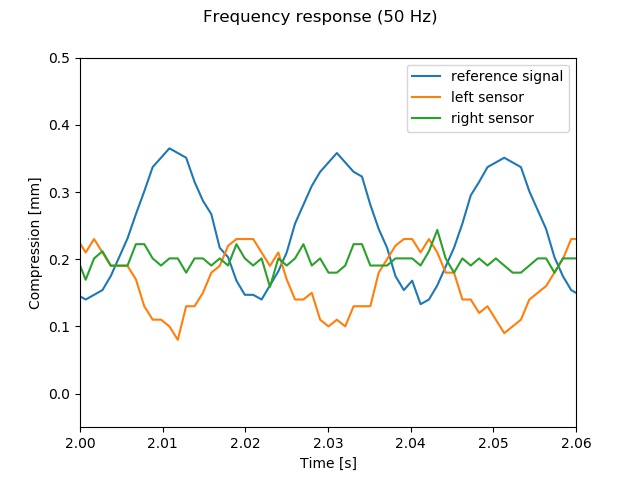 Frequency response (50 Hz)
reference signal
left sensor
right sensor
Compression [mm]
0.5
0.4
0.3
0.2
0.1
0.0
2.00 2.01 2.02 2.03 2.04 2.05 2.06
Time [s]